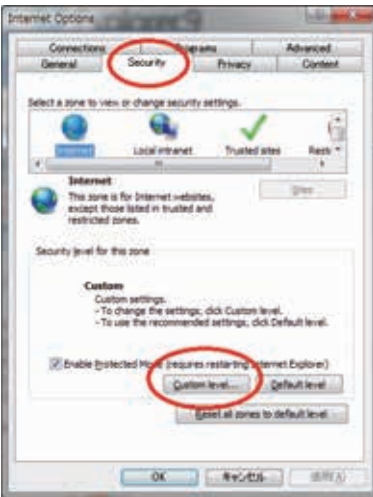 Internet Options
Connections Programs Advanced
General Security Privacy Content
Select a zone to view or change security settings.
Internet Local intranet Trusted sites Restr
Internet
This zone is for Internet websites,
except those listed in trusted and
restricted zones.
Sites
Security level for this zone
Custom
Custom settings.
- To change the settings, click Custom level.
- To use the recommended settings, click Default level.
Enable Protected Mode (requires restarting Internet Explorer)
Custom level... Default level
Reset all zones to default level
OK キャンセル 適用(A)